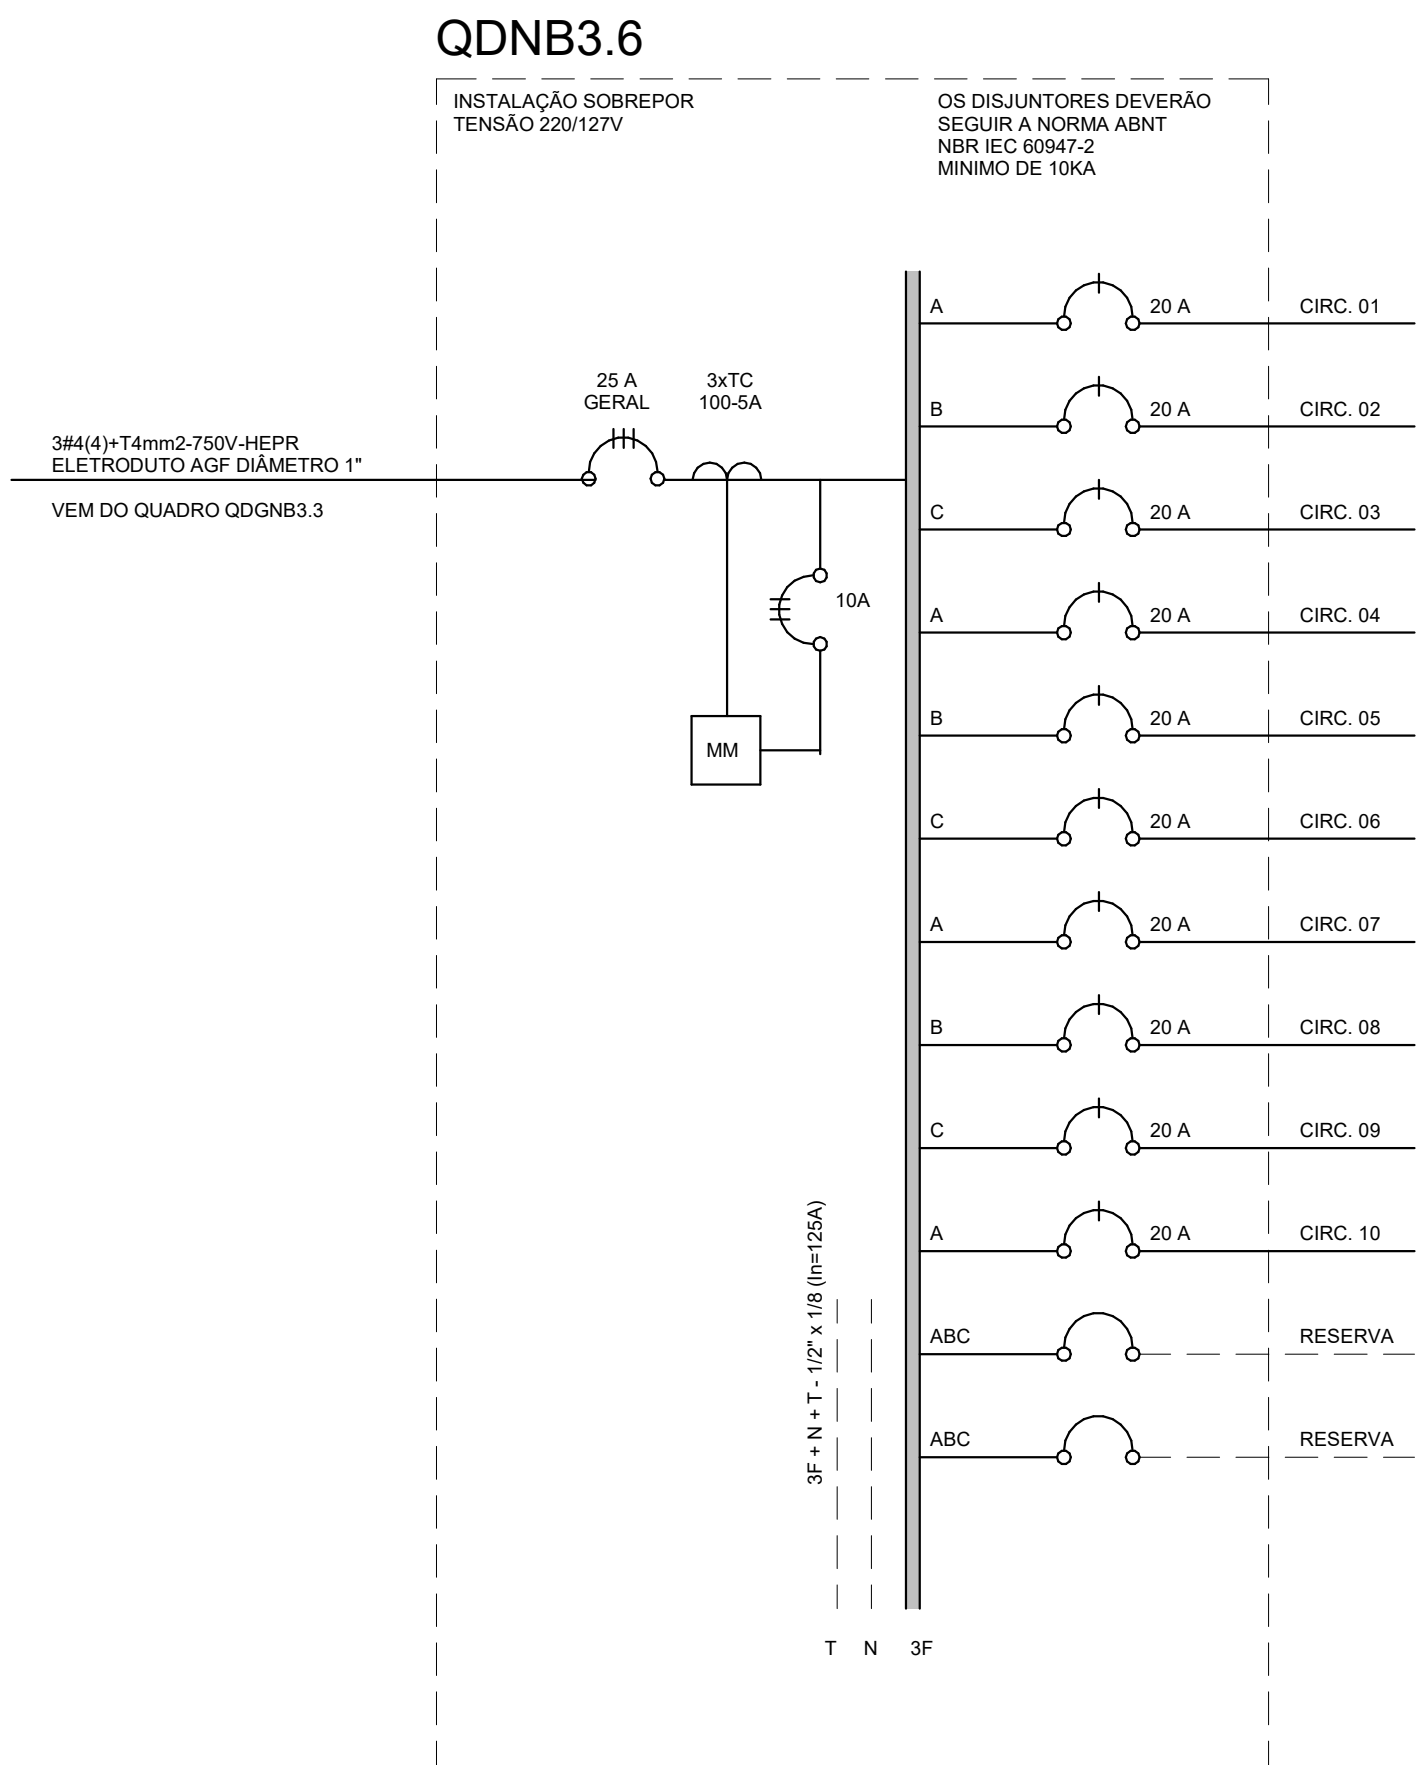 QDNB3.6
INSTALAÇÃO SOBREPOR
TENSÃO 220/127V
OS DISJUNTORES DEVERÃO
SEGUIR A NORMA ABNT
NBR IEC 60947-2
MINIMO DE 10KA
3#4(4)+T4mm2-750V-HEPR
ELETRODUTO AGF DIÂMETRO 1"
VEM DO QUADRO QDGNB3.3
25 A
GERAL
3xTC
100-5A
10A
MM
A 20 A CIRC. 01
B 20 A CIRC. 02
C 20 A CIRC. 03
A 20 A CIRC. 04
B 20 A CIRC. 05
C 20 A CIRC. 06
A 20 A CIRC. 07
B 20 A CIRC. 08
C 20 A CIRC. 09
A 20 A CIRC. 10
ABC RESERVA
ABC RESERVA
3F + N + T - 1/2" x 1/8 (In=125A)
T N 3F